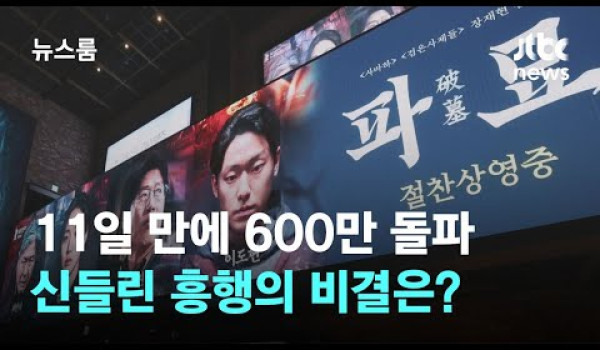 뉴스룸
jtbc
news
<사바하> <검은사제들> 장재현
파묘
破墓
절찬상영중
이도현
11일 만에 600만 돌파
신들린 흥행의 비결은?